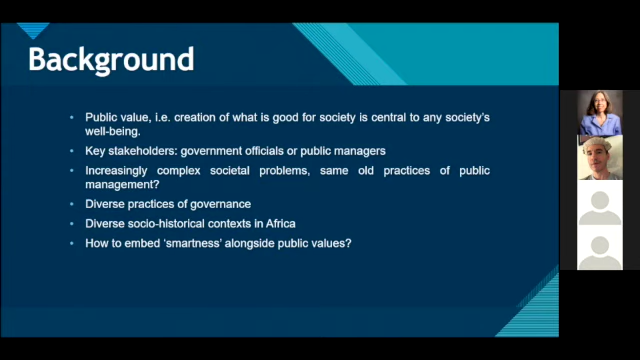 Background
• Public value, i.e. creation of what is good for society is central to any society's
well-being.
• Key stakeholders: government officials or public managers
• Increasingly complex societal problems, same old practices of public
management?
• Diverse practices of governance
• Diverse socio-historical contexts in Africa
• How to embed 'smartness' alongside public values?